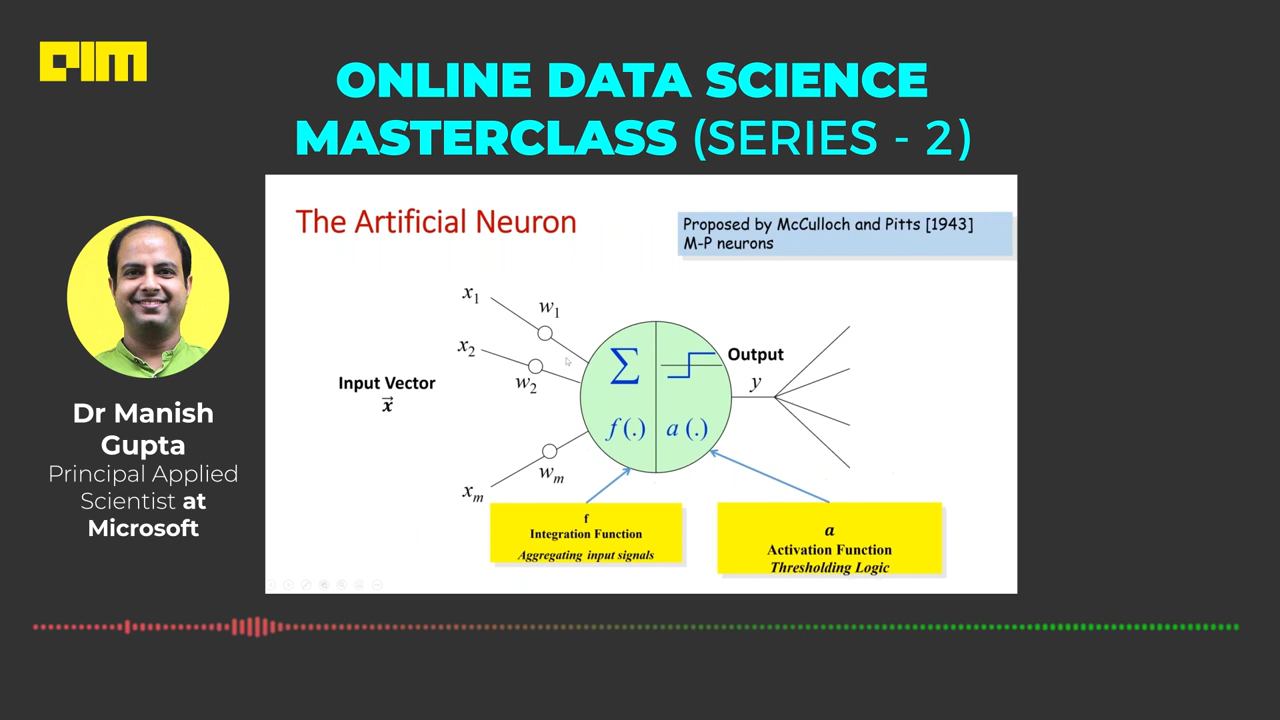 AIM
ONLINE DATA SCIENCE
MASTERCLASS (SERIES - 2)
The Artificial Neuron
Proposed by McCulloch and Pitts [1943]
M-P neurons
x1
w1
x2
w2
Input Vector
x⃗
wm
xm
∑
f (.)
a (.)
Output
y
f
Integration Function
Aggregating input signals
a
Activation Function
Thresholding Logic
Dr Manish
Gupta
Principal Applied
Scientist at
Microsoft